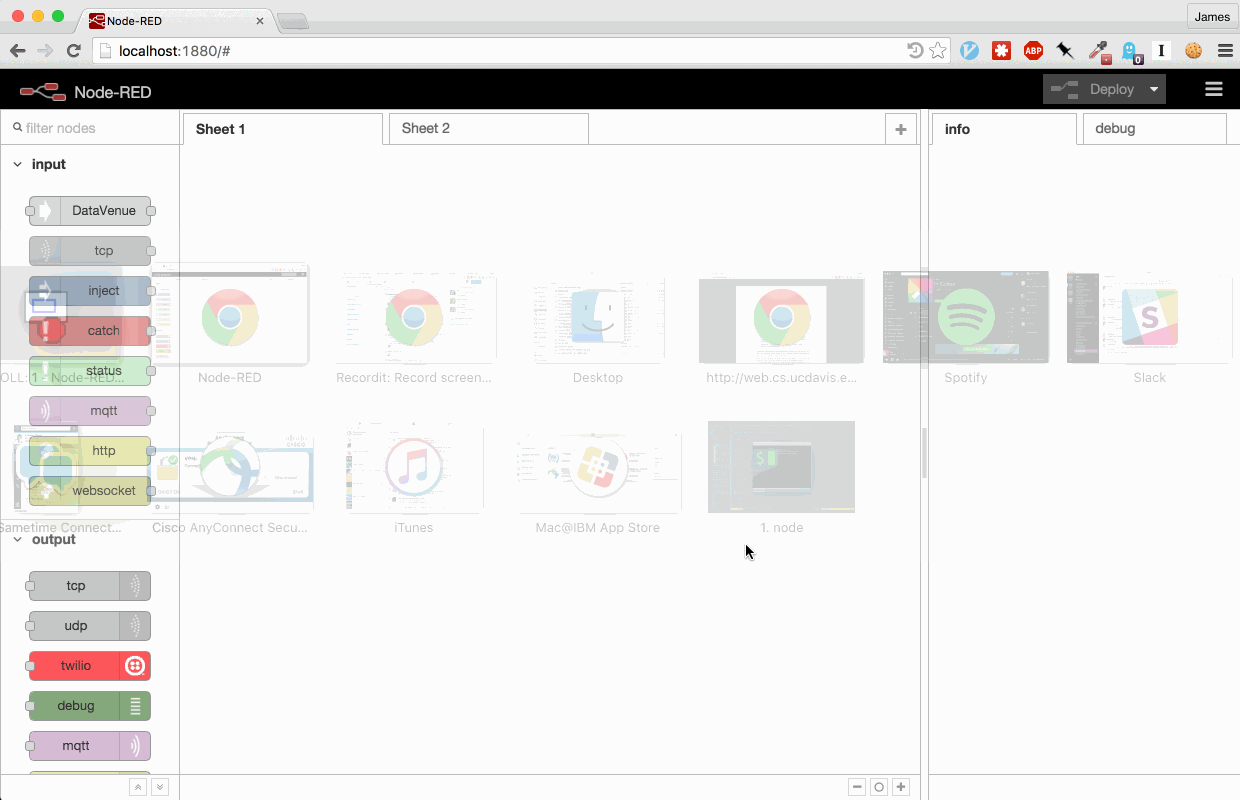 Node-RED
James
localhost:1880/#
ABP
0
I
Node-RED
Deploy
filter nodes
Sheet 1
Sheet 2
info
debug
input
DataVenue
tcp
inject
catch
status
mqtt
http
websocket
OLL: 1 - Node-RED...
Node-RED
Recordit: Record screen...
Desktop
http://web.cs.ucdavis.e...
Spotify
Slack
Sametime Connect...
Cisco AnyConnect Secu...
iTunes
Mac@IBM App Store
1. node
output
tcp
udp
twilio
debug
mqtt